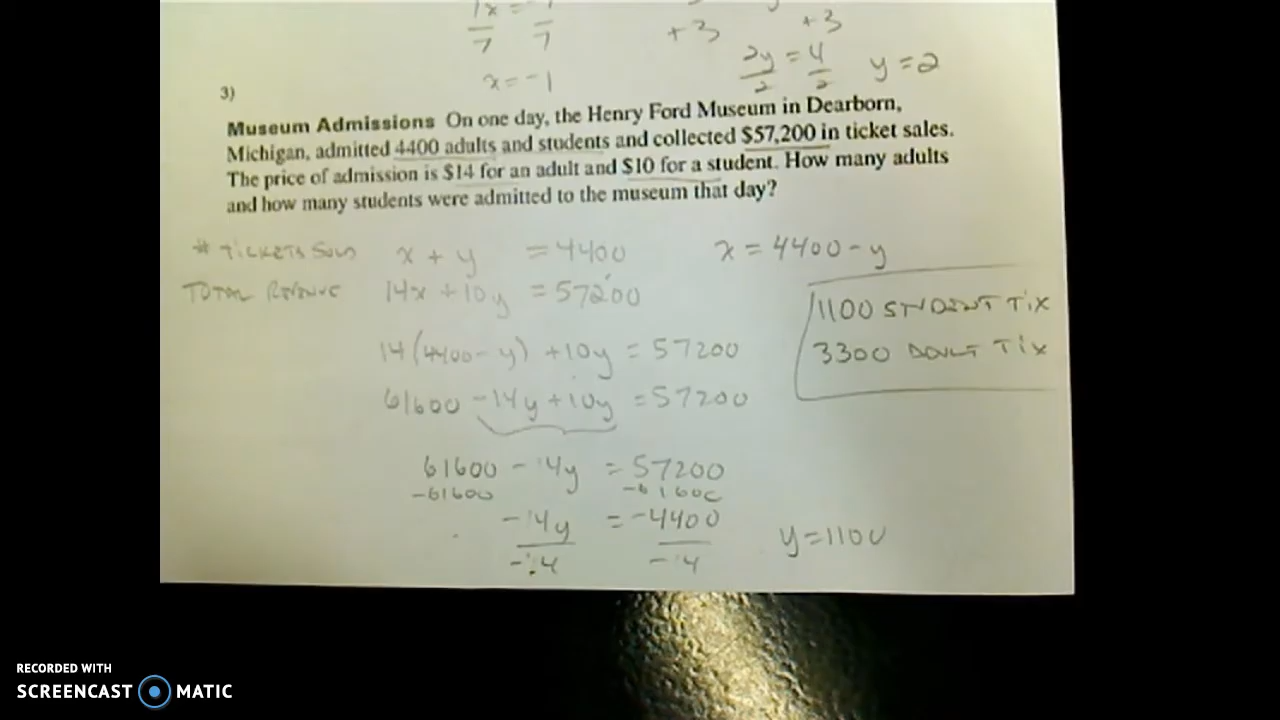 7x = -7
7 7
+3 +3
2y = 4 y = 2
2 2
x = -1
3)
Museum Admissions On one day, the Henry Ford Museum in Dearborn,
Michigan, admitted 4400 adults and students and collected $57,200 in ticket sales.
The price of admission is $14 for an adult and $10 for a student. How many adults
and how many students were admitted to the museum that day?
# TICKETS SOLD x + y = 4400 x = 4400 - y
TOTAL REVENUE 14x + 10y = 57200
1100 STUDENT TIX
14(4400 - y) + 10y = 57200
3300 ADULT TIX
61600 - 14y + 10y = 57200
61600 - 4y = 57200
-61600 -61600
-4y = -4400 y = 1100
-4 -4
RECORDED WITH
SCREENCAST MATIC